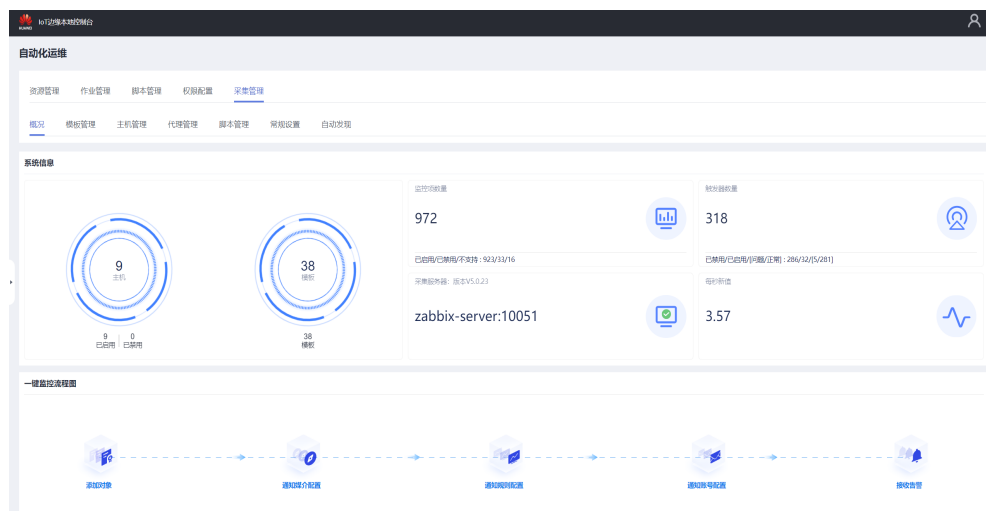 HUAWEI IoT边缘本地控制台
自动化运维
资源管理 作业管理 脚本管理 权限配置 采集管理
概况 模板管理 主机管理 代理管理 脚本管理 常规设置 自动发现
系统信息
9
主机
9 0
已启用 已禁用
38
模板
38
模板
监控项数量
972
已启用/已禁用/不支持 : 923/33/16
触发器数量
318
已禁用/已启用/[问题/正常] : 286/32/[5/281]
采集服务器：版本V5.0.23
zabbix-server:10051
每秒新值
3.57
一键监控流程图
添加对象 通知媒介配置 通知规则配置 通知账号配置 接收告警